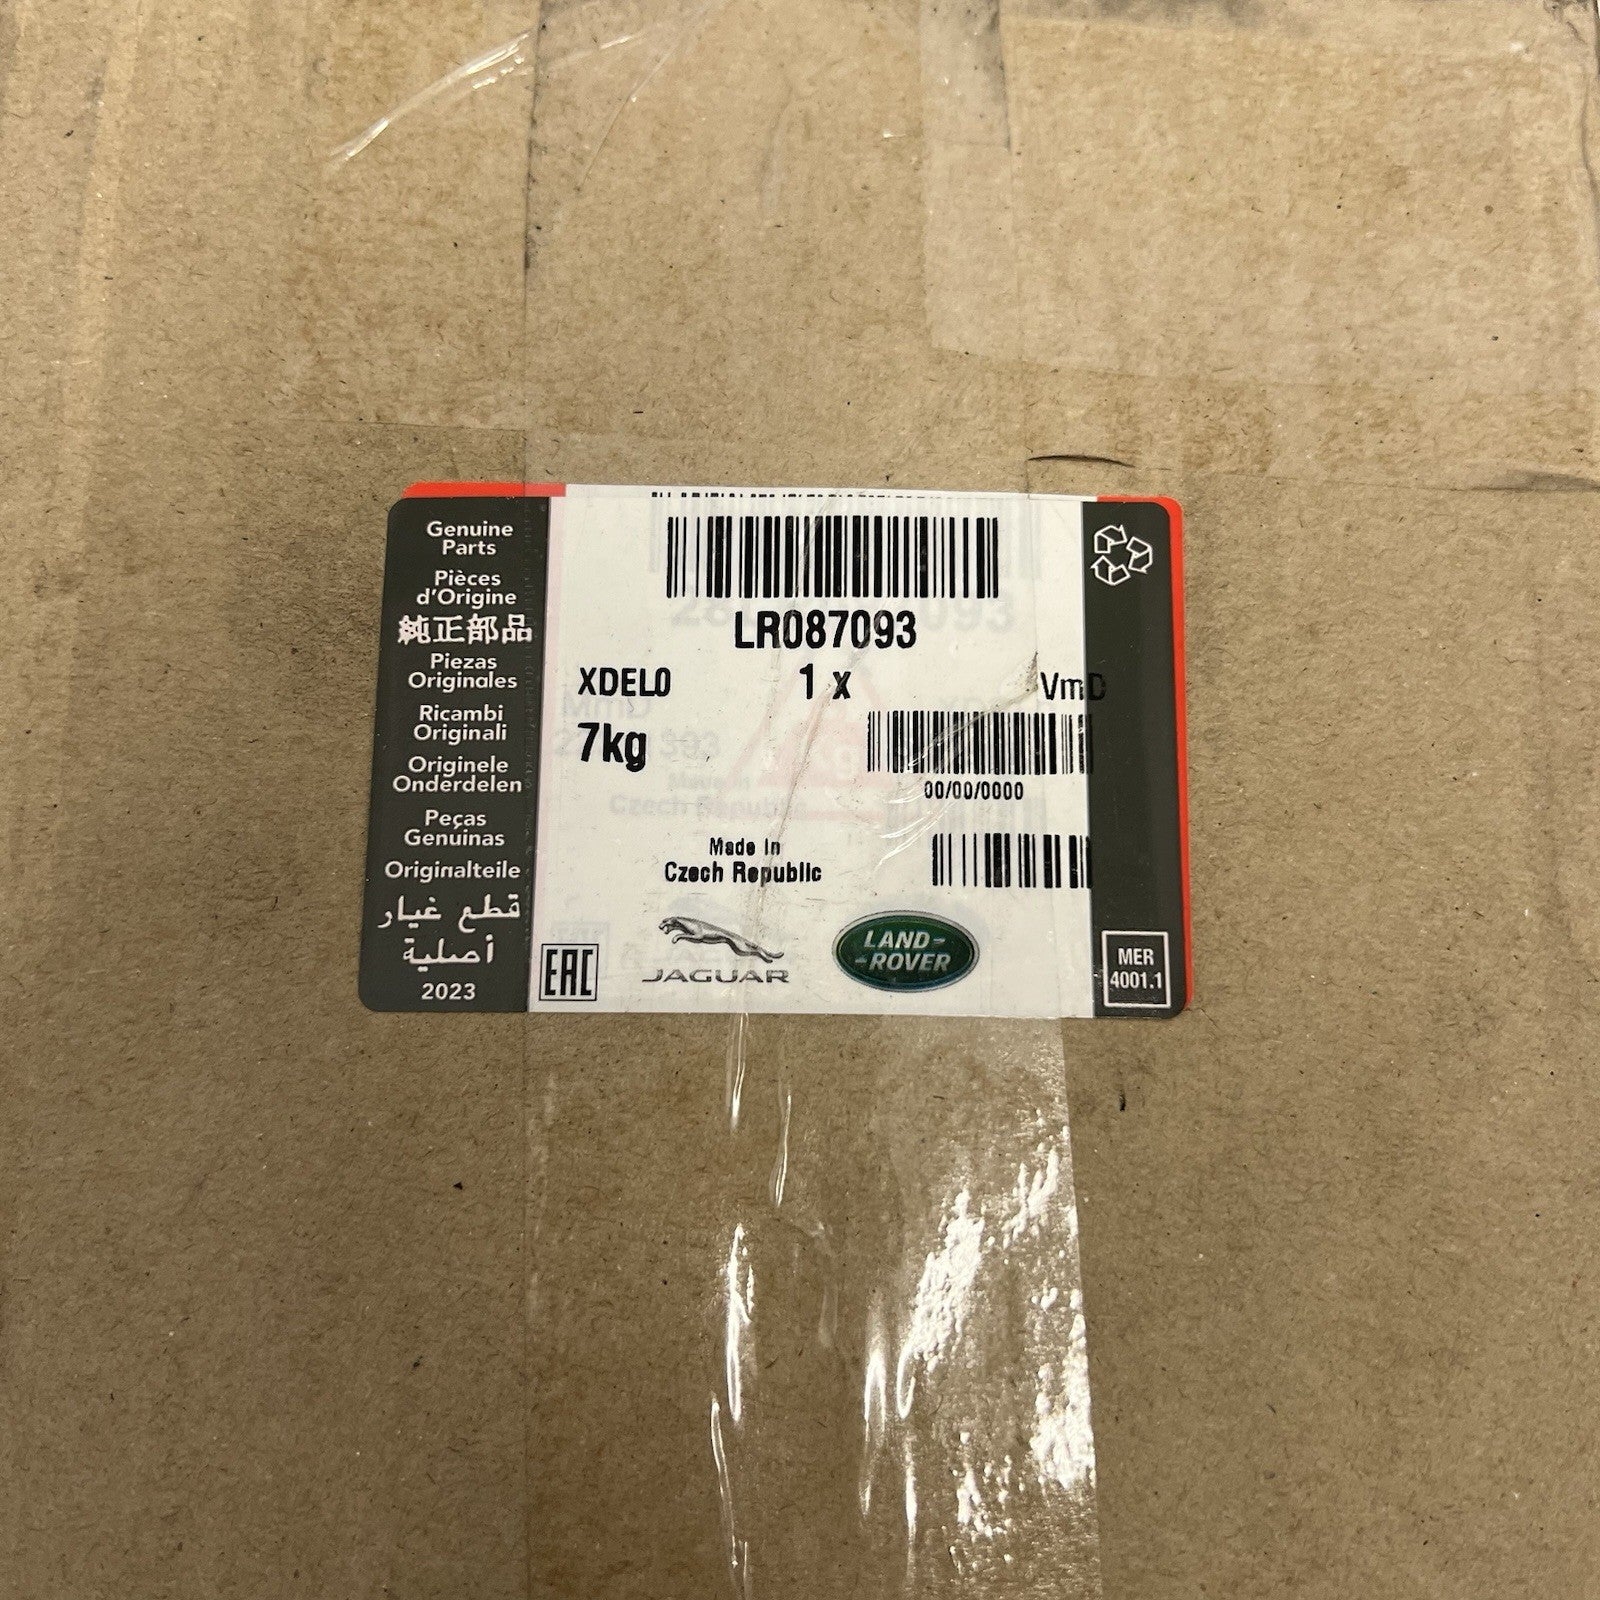 Genuine
Parts
Pièces
d'Origine
純正部品
Piezas
Originales
Ricambi
Originali
Originele
Onderdelen
Peças
Genuinas
Originalteile
قطع غيار
أصلية
2023
LR087093
XDEL0 1 x VmD
7kg
00/00/0000
Made In
Czech Republic
EAC
JAGUAR
LAND-
-ROVER
MER
4001.1